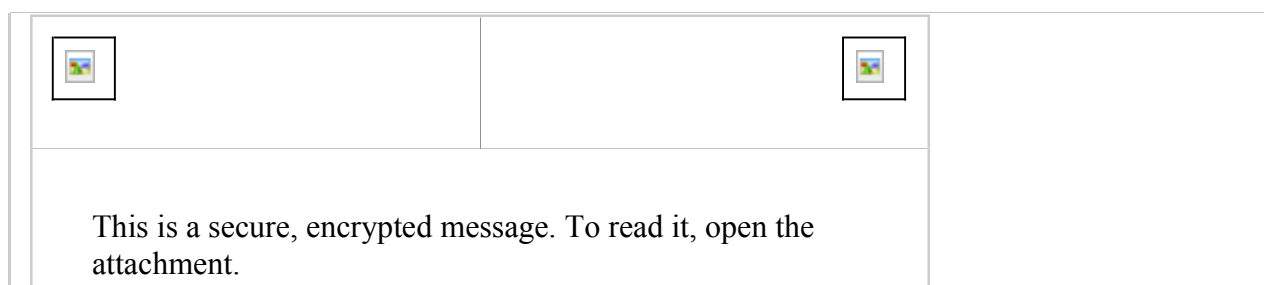 This is a secure, encrypted message. To read it, open the
attachment.